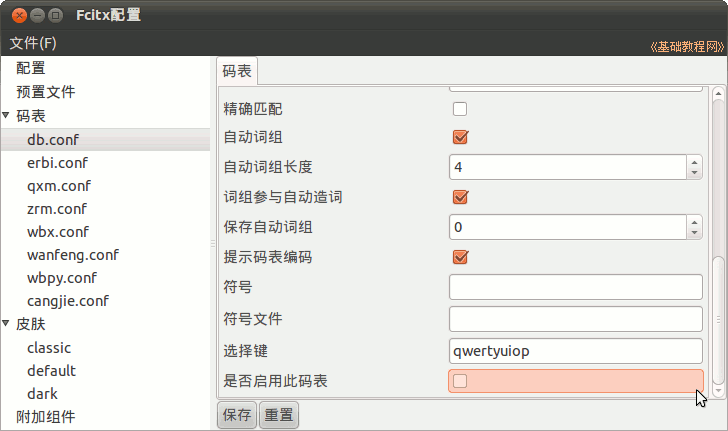 Fcitx配置
文件(F)
《基础教程网》
配置
预置文件
码表
db.conf
erbi.conf
qxm.conf
zrm.conf
wbx.conf
wanfeng.conf
wbpy.conf
cangjie.conf
皮肤
classic
default
dark
附加组件
码表
精确匹配
自动词组
自动词组长度 4
词组参与自动造词
保存自动词组 0
提示码表编码
符号
符号文件
选择键 qwertyuiop
是否启用此码表
保存 重置